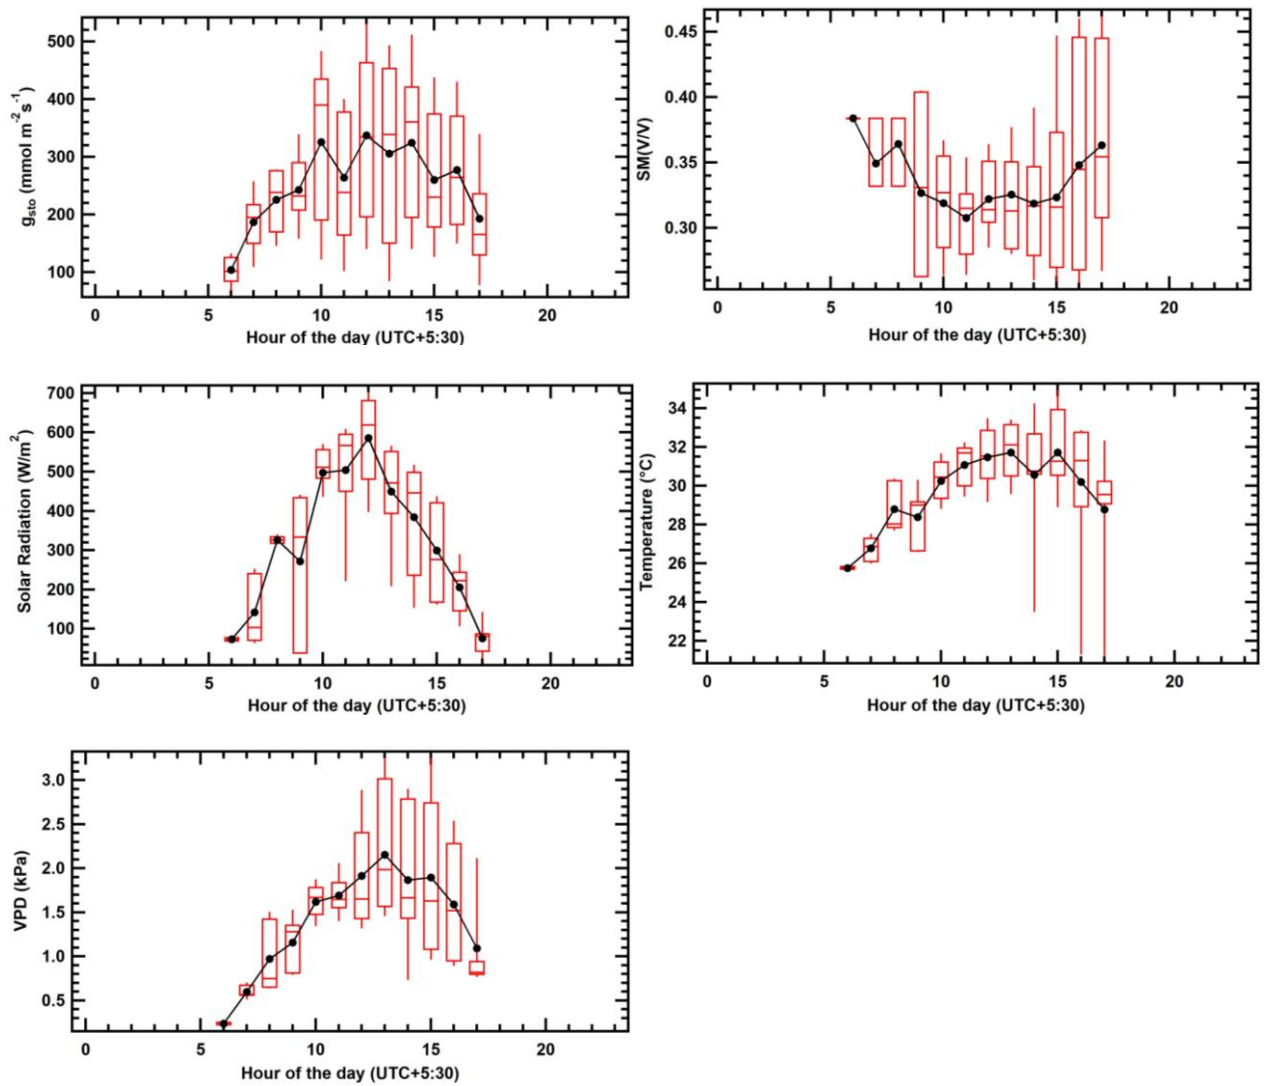 500
400
300
200
100
g_sto (mmol m⁻² s⁻¹)
0 5 10 15 20
Hour of the day (UTC+5:30)
0.45
0.40
0.35
0.30
SM(V/V)
0 5 10 15 20
Hour of the day (UTC+5:30)
700
600
500
400
300
200
100
Solar Radiation (W/m²)
0 5 10 15 20
Hour of the day (UTC+5:30)
34
32
30
28
26
24
22
Temperature (°C)
0 5 10 15 20
Hour of the day (UTC+5:30)
3.0
2.5
2.0
1.5
1.0
0.5
VPD (kPa)
0 5 10 15 20
Hour of the day (UTC+5:30)